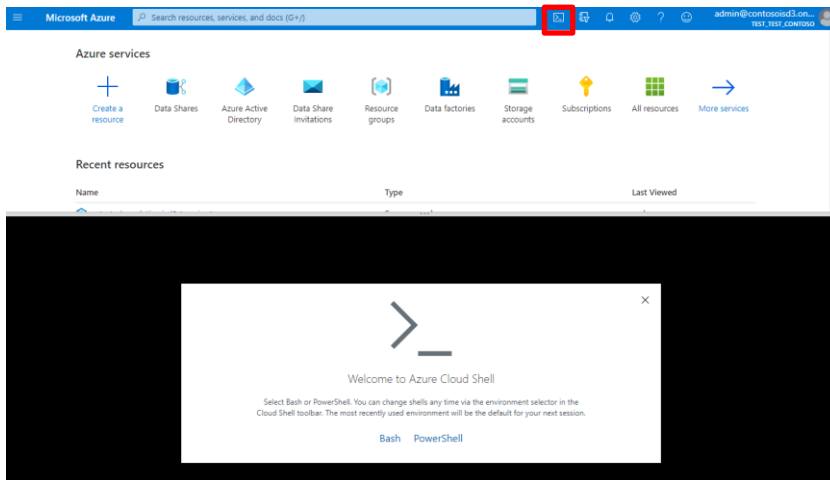 Microsoft Azure
Search resources, services, and docs (G+/)
admin@contosoisd3.on...
TEST_TEST_CONTOSO
Azure services
Create a
resource
Data Shares
Azure Active
Directory
Data Share
Invitations
Resource
groups
Data factories
Storage
accounts
Subscriptions
All resources
More services
Recent resources
Name Type Last Viewed
Welcome to Azure Cloud Shell
Select Bash or PowerShell. You can change shells any time via the environment selector in the
Cloud Shell toolbar. The most recently used environment will be the default for your next session.
Bash PowerShell